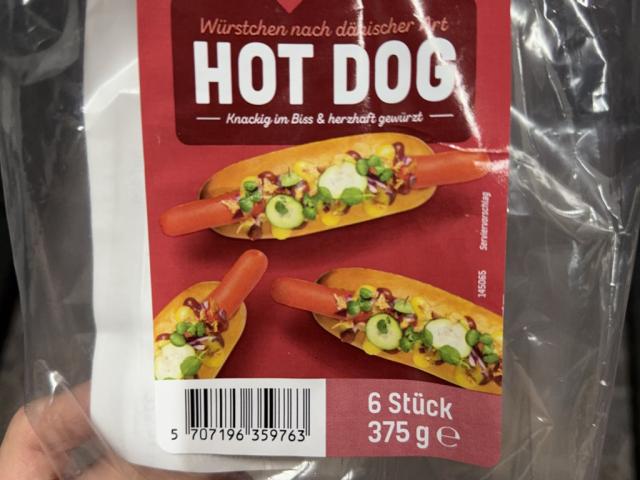 Würstchen nach dänischer Art
HOT DOG
Knackig im Biss & herzhaft gewürzt
Serviervorschlag
145065
5 707196 359763
6 Stück
375 g e